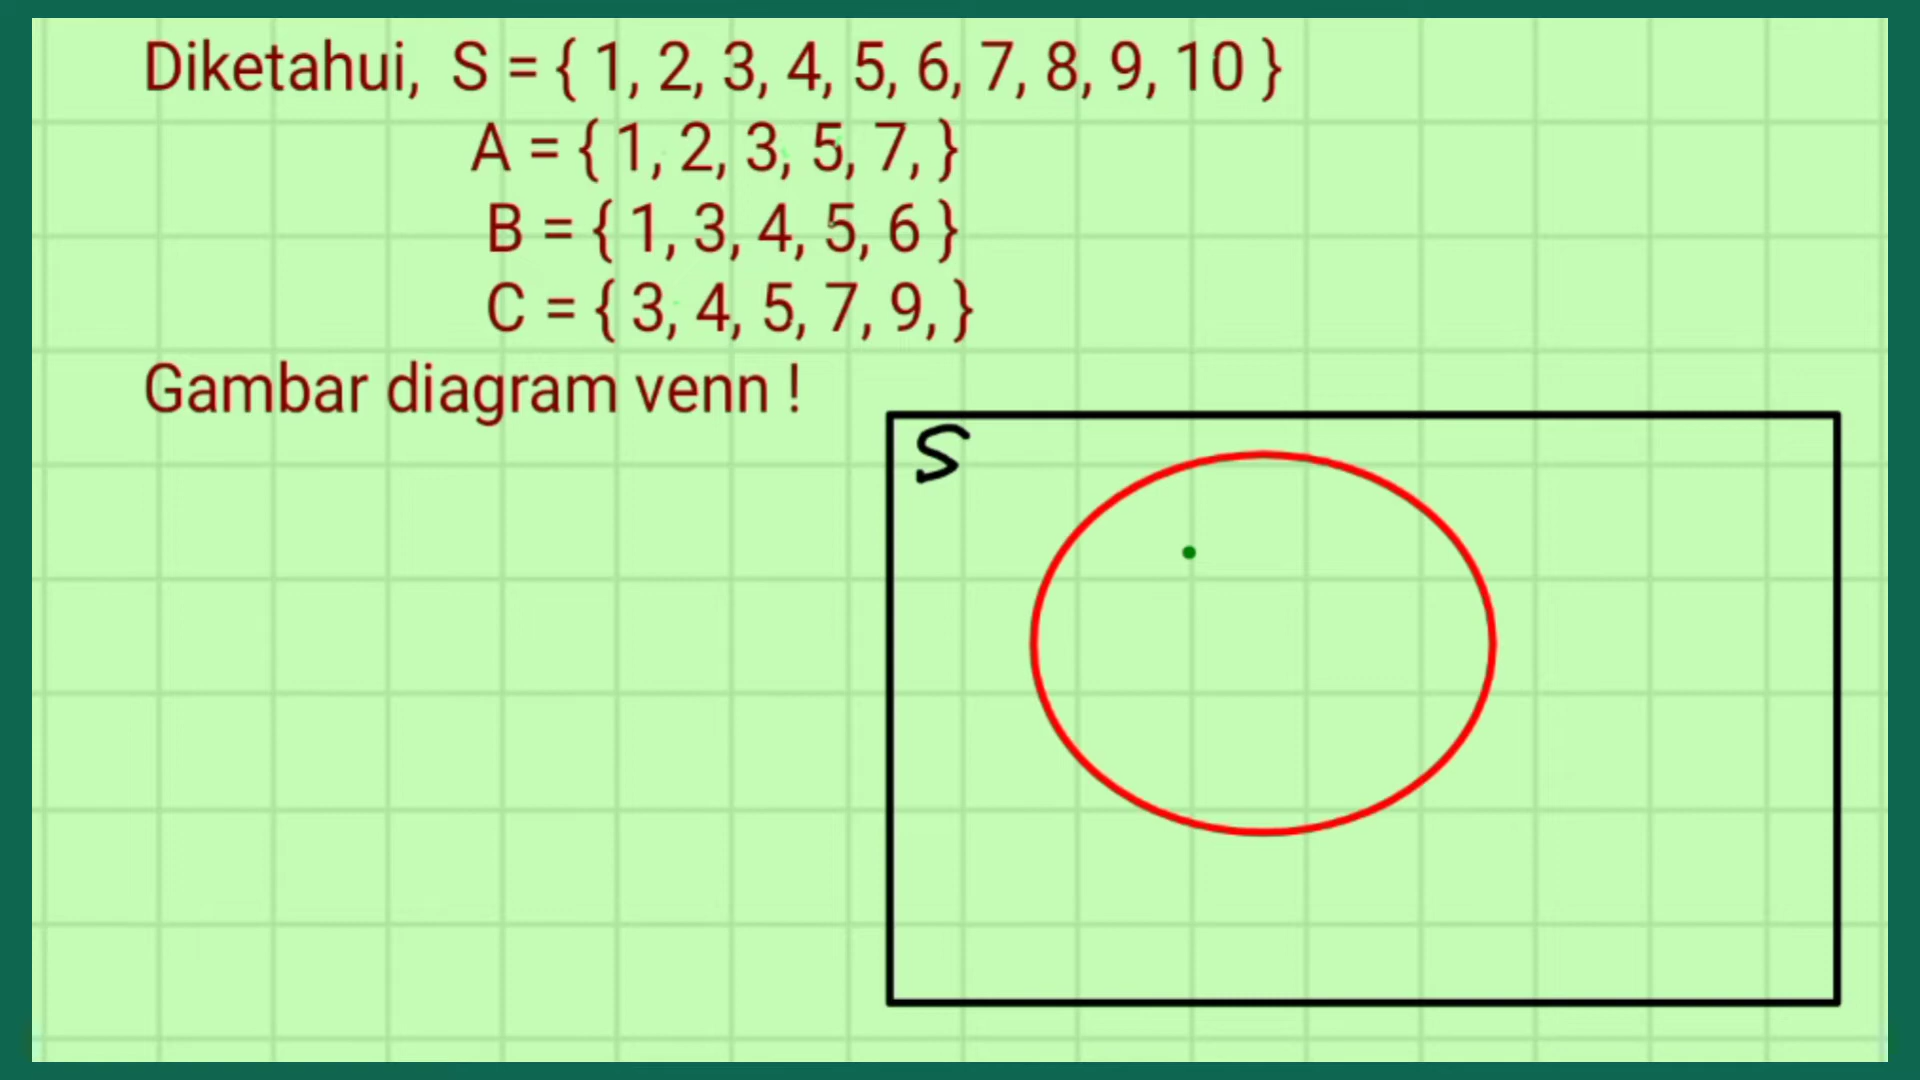 Diketahui, S = { 1, 2, 3, 4, 5, 6, 7, 8, 9, 10 }
A = { 1, 2, 3, 5, 7, }
B = { 1, 3, 4, 5, 6 }
C = { 3, 4, 5, 7, 9, }
Gambar diagram venn !
S